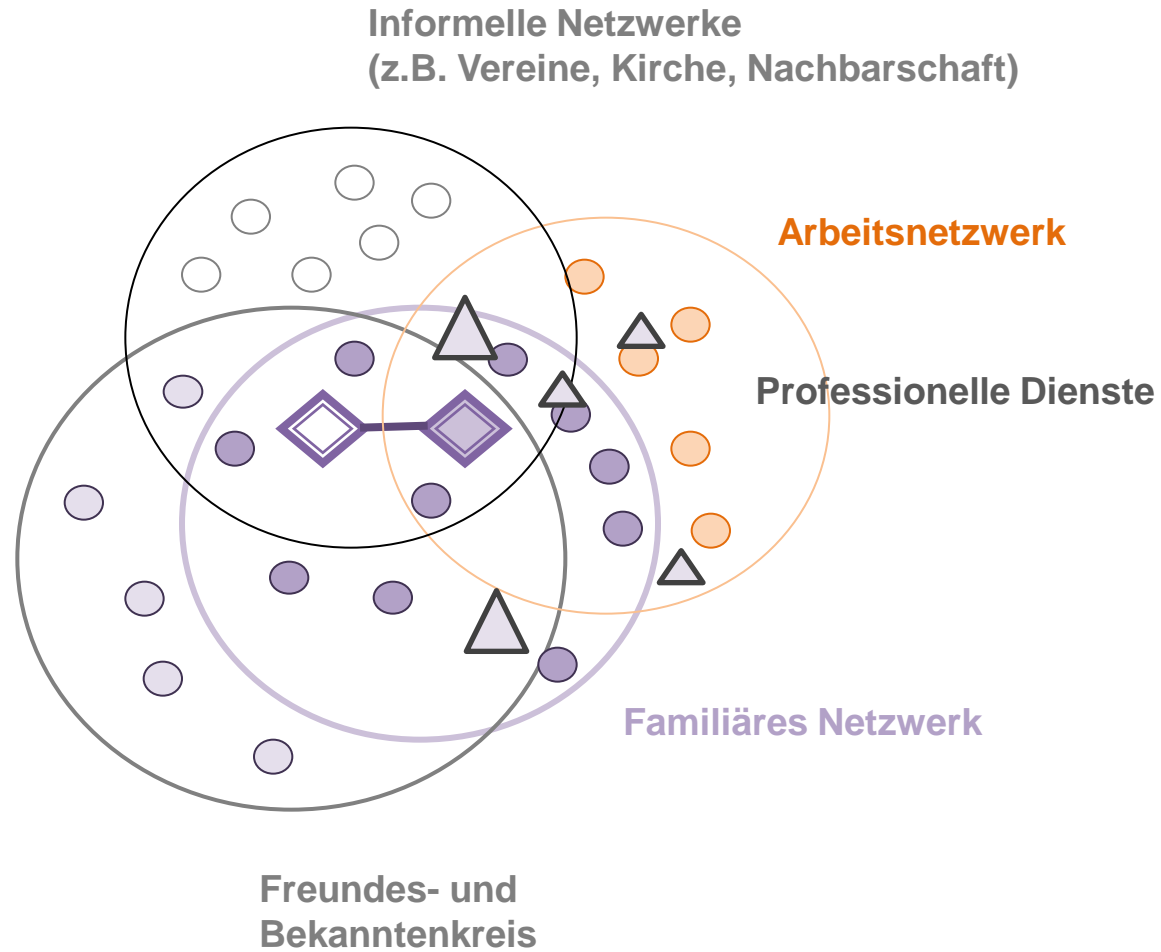 Informelle Netzwerke
(z.B. Vereine, Kirche, Nachbarschaft)
Arbeitsnetzwerk
Professionelle Dienste
Familiäres Netzwerk
Freundes- und
Bekanntenkreis